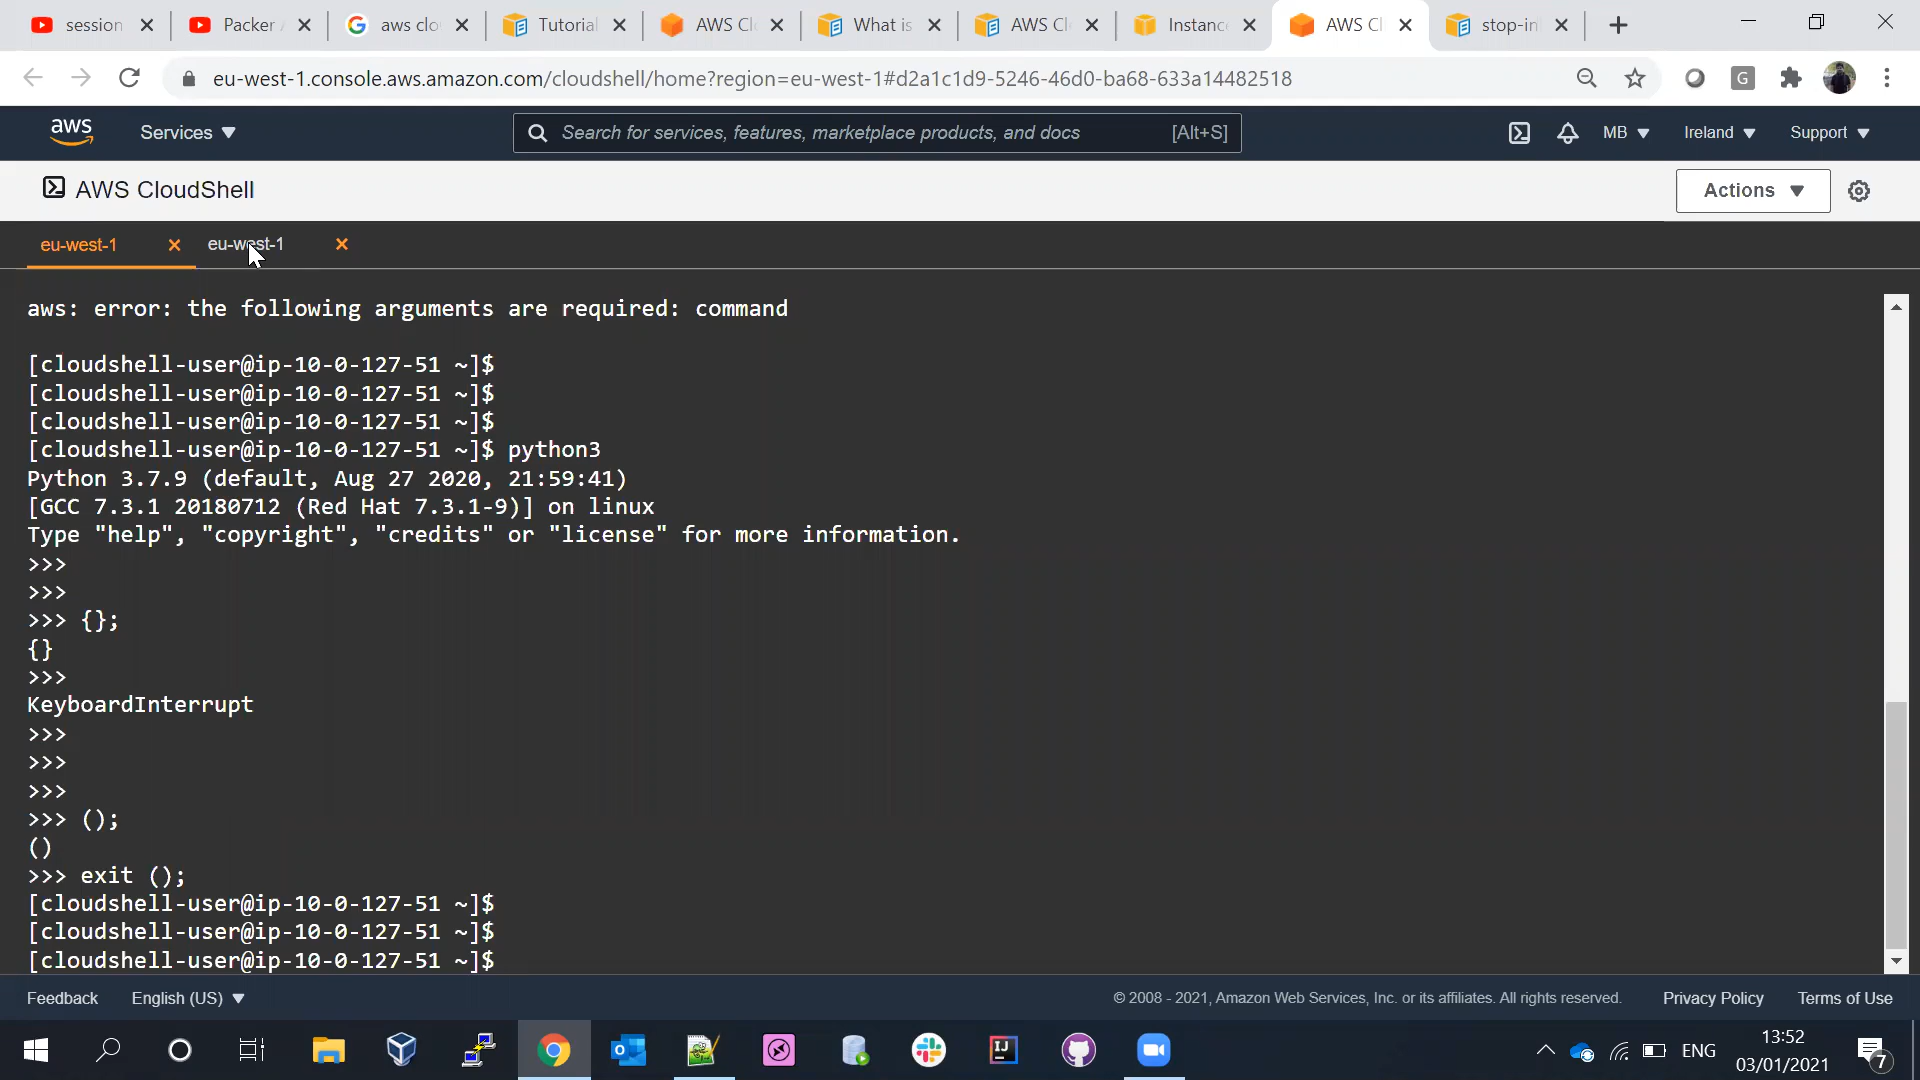 session
Packer
aws clo
Tutorial
AWS Cl
What is
AWS Cl
Instanc
AWS Cl
stop-in
eu-west-1.console.aws.amazon.com/cloudshell/home?region=eu-west-1#d2a1c1d9-5246-46d0-ba68-633a14482518
G
aws
Services
Search for services, features, marketplace products, and docs [Alt+S]
MB
Ireland
Support
AWS CloudShell
Actions
eu-west-1
eu-west-1
aws: error: the following arguments are required: command
[cloudshell-user@ip-10-0-127-51 ~]$
[cloudshell-user@ip-10-0-127-51 ~]$
[cloudshell-user@ip-10-0-127-51 ~]$
[cloudshell-user@ip-10-0-127-51 ~]$ python3
Python 3.7.9 (default, Aug 27 2020, 21:59:41)
[GCC 7.3.1 20180712 (Red Hat 7.3.1-9)] on linux
Type "help", "copyright", "credits" or "license" for more information.
>>>
>>>
>>> {};
{}
>>>
KeyboardInterrupt
>>>
>>>
>>>
>>> ();
()
>>> exit ();
[cloudshell-user@ip-10-0-127-51 ~]$
[cloudshell-user@ip-10-0-127-51 ~]$
[cloudshell-user@ip-10-0-127-51 ~]$
Feedback
English (US)
© 2008 - 2021, Amazon Web Services, Inc. or its affiliates. All rights reserved.
Privacy Policy
Terms of Use
IJ
ENG
13:52
03/01/2021
7